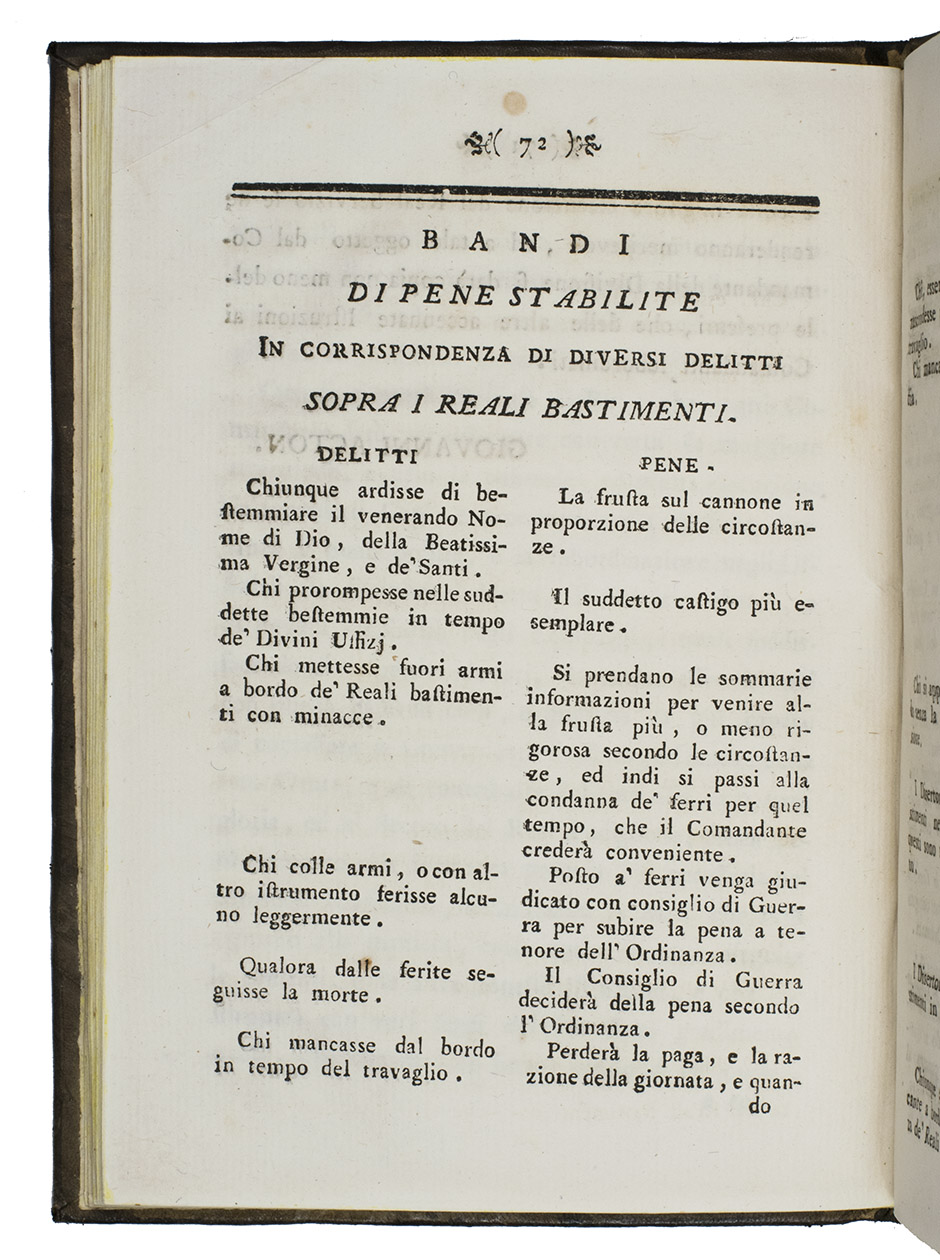 ( 72 )
BANDI
DI PENE STABILITE
IN CORRISPONDENZA DI DIVERSI DELITTI
SOPRA I REALI BASTIMENTI.
DELITTI
Chiunque ardisse di be-
ſtemmiare il venerando No-
me di Dio, della Beatissi-
ma Vergine, e de' Santi.
Chi prorompesse nelle sud-
dette beſtemmie in tempo
de' Divini Uffizj.
Chi mettesse fuori armi
a bordo de' Reali baſtimen-
ti con minacce.
Chi colle armi, o con al-
tro iſtrumento ferisse alcu-
no leggermente.
Qualora dalle ferite se-
guisse la morte.
Chi mancasse dal bordo
in tempo del travaglio.
PENE.
La fruſta sul cannone in
proporzione delle circoſtan-
ze.
Il suddetto caſtigo più e-
semplare.
Si prendano le sommarie
informazioni per venire al-
la fruſta più, o meno ri-
gorosa secondo le circoſtan-
ze, ed indi si passi alla
condanna de' ferri per quel
tempo, che il Comandante
crederà conveniente.
Poſto a' ferri venga giu-
dicato con consiglio di Guer-
ra per subire la pena a te-
nore dell' Ordinanza.
Il Consiglio di Guerra
deciderà della pena secondo
l' Ordinanza.
Perderà la paga, e la ra-
zione della giornata, e quan-
do